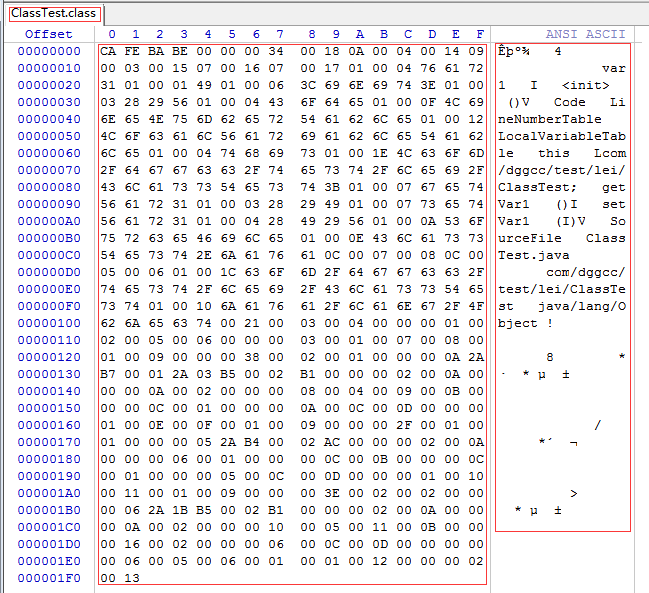 ClassTest.class
Offset 0 1 2 3 4 5 6 7 8 9 A B C D E F ANSI ASCII
00000000 CA FE BA BE 00 00 00 34 00 18 0A 00 04 00 14 09 Êþº¾ 4
00000010 00 03 00 15 07 00 16 07 00 17 01 00 04 76 61 72 var
00000020 31 01 00 01 49 01 00 06 3C 69 6E 69 74 3E 01 00 1 I <init>
00000030 03 28 29 56 01 00 04 43 6F 64 65 01 00 0F 4C 69 ()V Code Li
00000040 6E 65 4E 75 6D 62 65 72 54 61 62 6C 65 01 00 12 neNumberTable
00000050 4C 6F 63 61 6C 56 61 72 69 61 62 6C 65 54 61 62 LocalVariableTab
00000060 6C 65 01 00 04 74 68 69 73 01 00 1E 4C 63 6F 6D le this Lcom
00000070 2F 64 67 67 63 63 2F 74 65 73 74 2F 6C 65 69 2F /dggcc/test/lei/
00000080 43 6C 61 73 73 54 65 73 74 3B 01 00 07 67 65 74 ClassTest; get
00000090 56 61 72 31 01 00 03 28 29 49 01 00 07 73 65 74 Var1 ()I set
000000A0 56 61 72 31 01 00 04 28 49 29 56 01 00 0A 53 6F Var1 (I)V So
000000B0 75 72 63 65 46 69 6C 65 01 00 0E 43 6C 61 73 73 urceFile Class
000000C0 54 65 73 74 2E 6A 61 76 61 0C 00 07 00 08 0C 00 Test.java
000000D0 05 00 06 01 00 1C 63 6F 6D 2F 64 67 67 63 63 2F com/dggcc/
000000E0 74 65 73 74 2F 6C 65 69 2F 43 6C 61 73 73 54 65 test/lei/ClassTe
000000F0 73 74 01 00 10 6A 61 76 61 2F 6C 61 6E 67 2F 4F st java/lang/O
00000100 62 6A 65 63 74 00 21 00 03 00 04 00 00 00 01 00 bject !
00000110 02 00 05 00 06 00 00 00 03 00 01 00 07 00 08 00
00000120 01 00 09 00 00 00 38 00 02 00 01 00 00 00 0A 2A 8 *
00000130 B7 00 01 2A 03 B5 00 02 B1 00 00 00 02 00 0A 00 · * µ ±
00000140 00 00 0A 00 02 00 00 00 08 00 04 00 09 00 0B 00
00000150 00 00 0C 00 01 00 00 00 0A 00 0C 00 0D 00 00 00
00000160 01 00 0E 00 0F 00 01 00 09 00 00 00 2F 00 01 00 /
00000170 01 00 00 00 05 2A B4 00 02 AC 00 00 00 02 00 0A *´ ¬
00000180 00 00 00 06 00 01 00 00 00 0C 00 0B 00 00 00 0C
00000190 00 01 00 00 00 05 00 0C 00 0D 00 00 00 01 00 10
000001A0 00 11 00 01 00 09 00 00 00 3E 00 02 00 02 00 00 >
000001B0 00 06 2A 1B B5 00 02 B1 00 00 00 02 00 0A 00 00 * µ ±
000001C0 00 0A 00 02 00 00 00 10 00 05 00 11 00 0B 00 00
000001D0 00 16 00 02 00 00 00 06 00 0C 00 0D 00 00 00 00
000001E0 00 06 00 05 00 06 00 01 00 01 00 12 00 00 00 02
000001F0 00 13